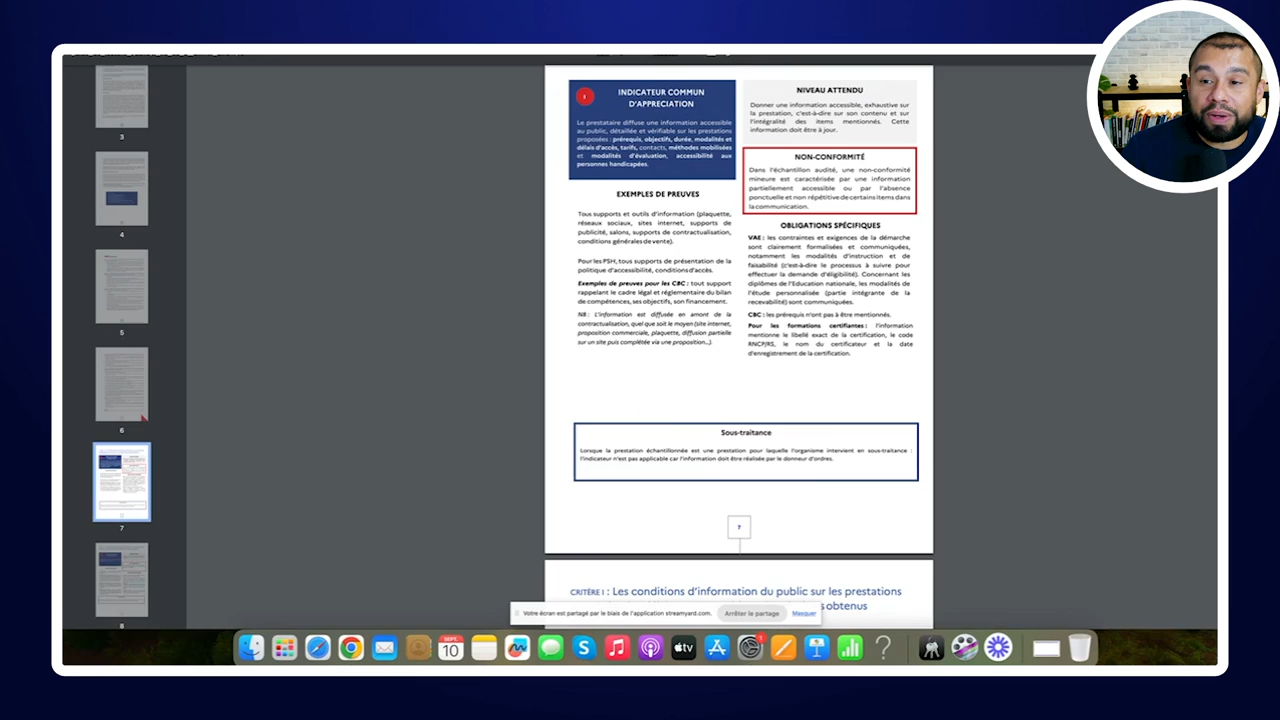 3
4
5
6
7
8
1
INDICATEUR COMMUN
D'APPRECIATION
Le prestataire diffuse une information accessible
au public, détaillée et vérifiable sur les prestations
proposées : prérequis, objectifs, durée, modalités et
délais d'accès, tarifs, contacts, méthodes mobilisées
et modalités d'évaluation, accessibilité aux
personnes handicapées.
EXEMPLES DE PREUVES
Tous supports et outils d'information (plaquette,
réseaux sociaux, sites internet, supports de
publicité, salons, supports de contractualisation,
conditions générales de vente).
Pour les PSH, tous supports de présentation de la
politique d'accessibilité, conditions d'accès.
Exemples de preuves pour les CBC : tout support
rappelant le cadre légal et réglementaire du bilan
de compétences, ses objectifs, son financement.
NB : L'information est diffusée en amont de la
contractualisation, quel que soit le moyen (site internet,
proposition commerciale, plaquette, diffusion partielle
sur un site puis complétée via une proposition...).
NIVEAU ATTENDU
Donner une information accessible, exhaustive sur
la prestation, c'est-à-dire sur son contenu et sur
l'intégralité des items mentionnés. Cette
information doit être à jour.
NON-CONFORMITÉ
Dans l'échantillon audité, une non-conformité
mineure est caractérisée par une information
partiellement accessible ou par l'absence
ponctuelle et non répétitive de certains items dans
la communication.
OBLIGATIONS SPÉCIFIQUES
VAE : les contraintes et exigences de la démarche
sont clairement formalisées et communiquées,
notamment les modalités d'instruction et de
faisabilité (c'est-à-dire le processus à suivre pour
effectuer la demande d'éligibilité). Concernant les
diplômes de l'Education nationale, les modalités de
l'étude personnalisée (partie intégrante de la
recevabilité) sont communiquées.
CBC : les prérequis n'ont pas à être mentionnés.
Pour les formations certifiantes : l'information
mentionne le libellé exact de la certification, le code
RNCP/RS, le nom du certificateur et la date
d'enregistrement de la certification.
Sous-traitance
Lorsque la prestation échantillonnée est une prestation pour laquelle l'organisme intervient en sous-traitance :
l'indicateur n'est pas applicable car l'information doit être réalisée par le donneur d'ordres.
7
CRITÈRE 1 : Les conditions d'information du public sur les prestations
s obtenus
Votre écran est partagé par le biais de l'application streamyard.com.
Arrêter le partage
Masquer
SEPT.
10
tv
1